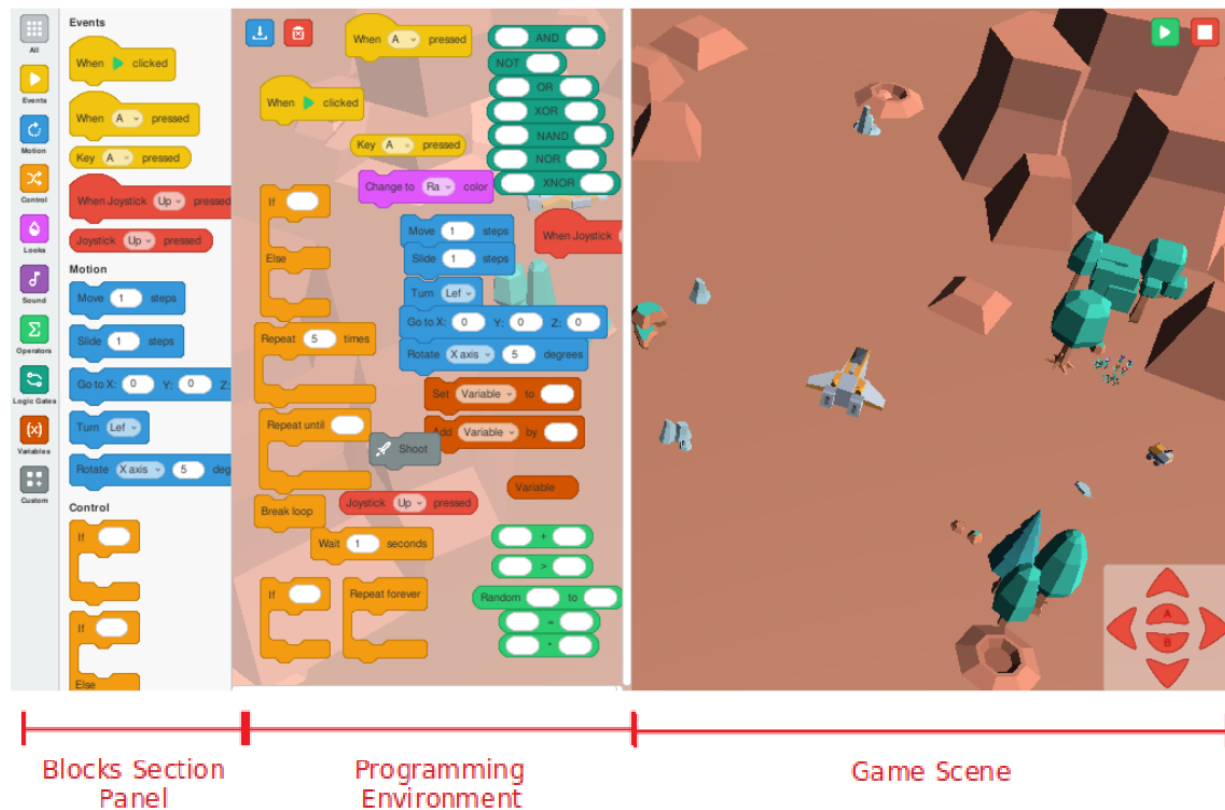 All
Events
Motion
Control
Looks
Sound
Operators
Logic Gates
Variables
Custom
Events
When clicked
When A pressed
Key A pressed
When Joystick Up pressed
Joystick Up pressed
Motion
Move 1 steps
Slide 1 steps
Go to X: 0 Y: 0 Z:
Turn Lef
Rotate X axis 5 deg
Control
If
If
Else
When A pressed
When clicked
Key A pressed
Change to Ra color
If
Else
Repeat 5 times
Repeat until
Break loop
Wait 1 seconds
If
Repeat forever
Move 1 steps
Slide 1 steps
Turn Lef
Go to X: 0 Y: 0 Z: 0
Rotate X axis 5 degrees
Set Variable to
Add Variable by
Shoot
Variable
Joystick Up pressed
AND
NOT
OR
XOR
NAND
NOR
XNOR
When Joystick
+
>
Random to
=
A
B
Blocks Section
Panel
Programming
Environment
Game Scene